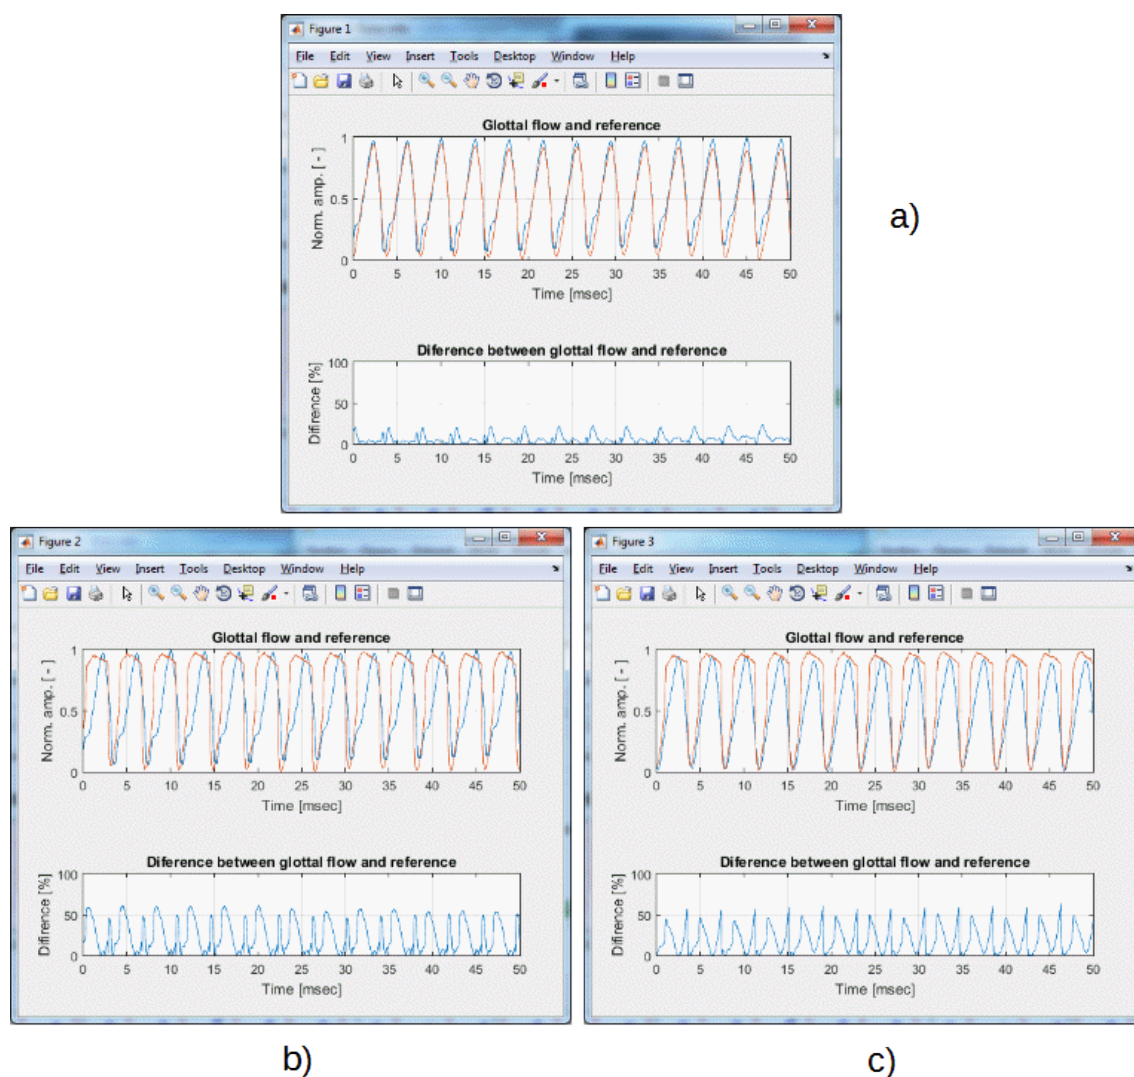 Figure 1
File Edit View Insert Tools Desktop Window Help
Glottal flow and reference
Norm. amp. [ - ]
1
0.5
0
0 5 10 15 20 25 30 35 40 45 50
Time [msec]
Diference between glottal flow and reference
Difirence [%]
100
50
0
0 5 10 15 20 25 30 35 40 45 50
Time [msec]
a)
Figure 2
File Edit View Insert Tools Desktop Window Help
Glottal flow and reference
Norm. amp. [ - ]
1
0.5
0
0 5 10 15 20 25 30 35 40 45 50
Time [msec]
Diference between glottal flow and reference
Difirence [%]
100
50
0
0 5 10 15 20 25 30 35 40 45 50
Time [msec]
b)
Figure 3
File Edit View Insert Tools Desktop Window Help
Glottal flow and reference
Norm. amp. [ - ]
1
0.5
0
0 5 10 15 20 25 30 35 40 45 50
Time [msec]
Diference between glottal flow and reference
Difirence [%]
100
50
0
0 5 10 15 20 25 30 35 40 45 50
Time [msec]
c)